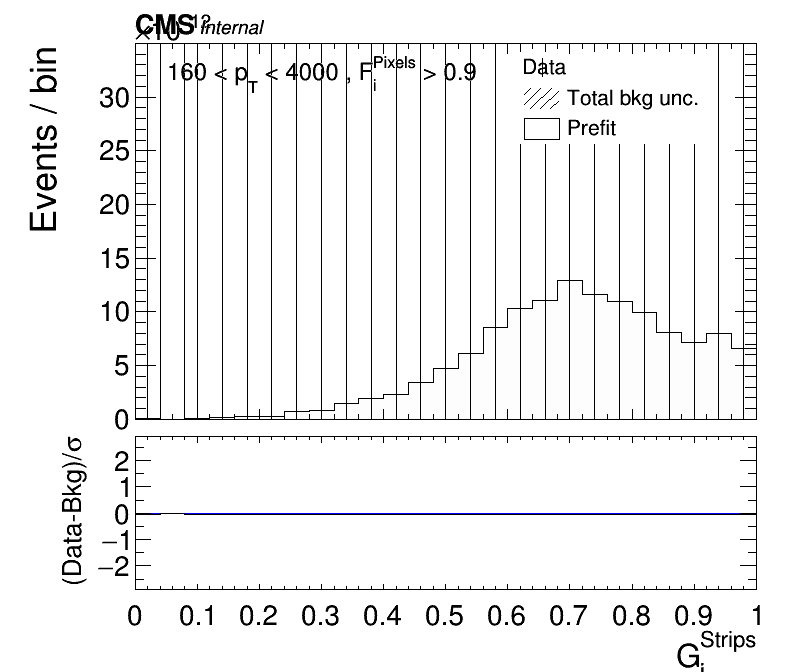 CMS Internal
×10
160 < p_T < 4000 , F_i^Pixels > 0.9
Data
Total bkg unc.
Prefit
Events / bin
30
25
20
15
10
5
0
(Data-Bkg)/σ
2
1
0
−1
−2
0 0.1 0.2 0.3 0.4 0.5 0.6 0.7 0.8 0.9 1
G_i^Strips